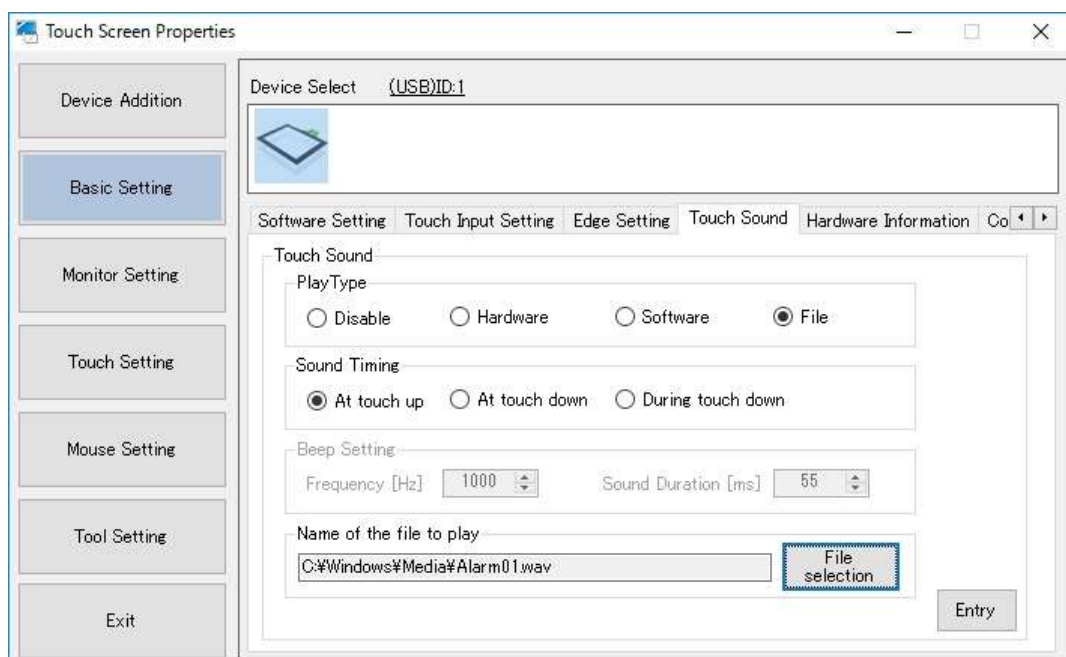 Touch Screen Properties
Device Addition
Basic Setting
Monitor Setting
Touch Setting
Mouse Setting
Tool Setting
Exit
Device Select (USB)ID:1
Software Setting Touch Input Setting Edge Setting Touch Sound Hardware Information Co
Touch Sound
PlayType
Disable Hardware Software File
Sound Timing
At touch up At touch down During touch down
Beep Setting
Frequency [Hz] 1000 Sound Duration [ms] 55
Name of the file to play
C:¥Windows¥Media¥Alarm01.wav
File
selection
Entry